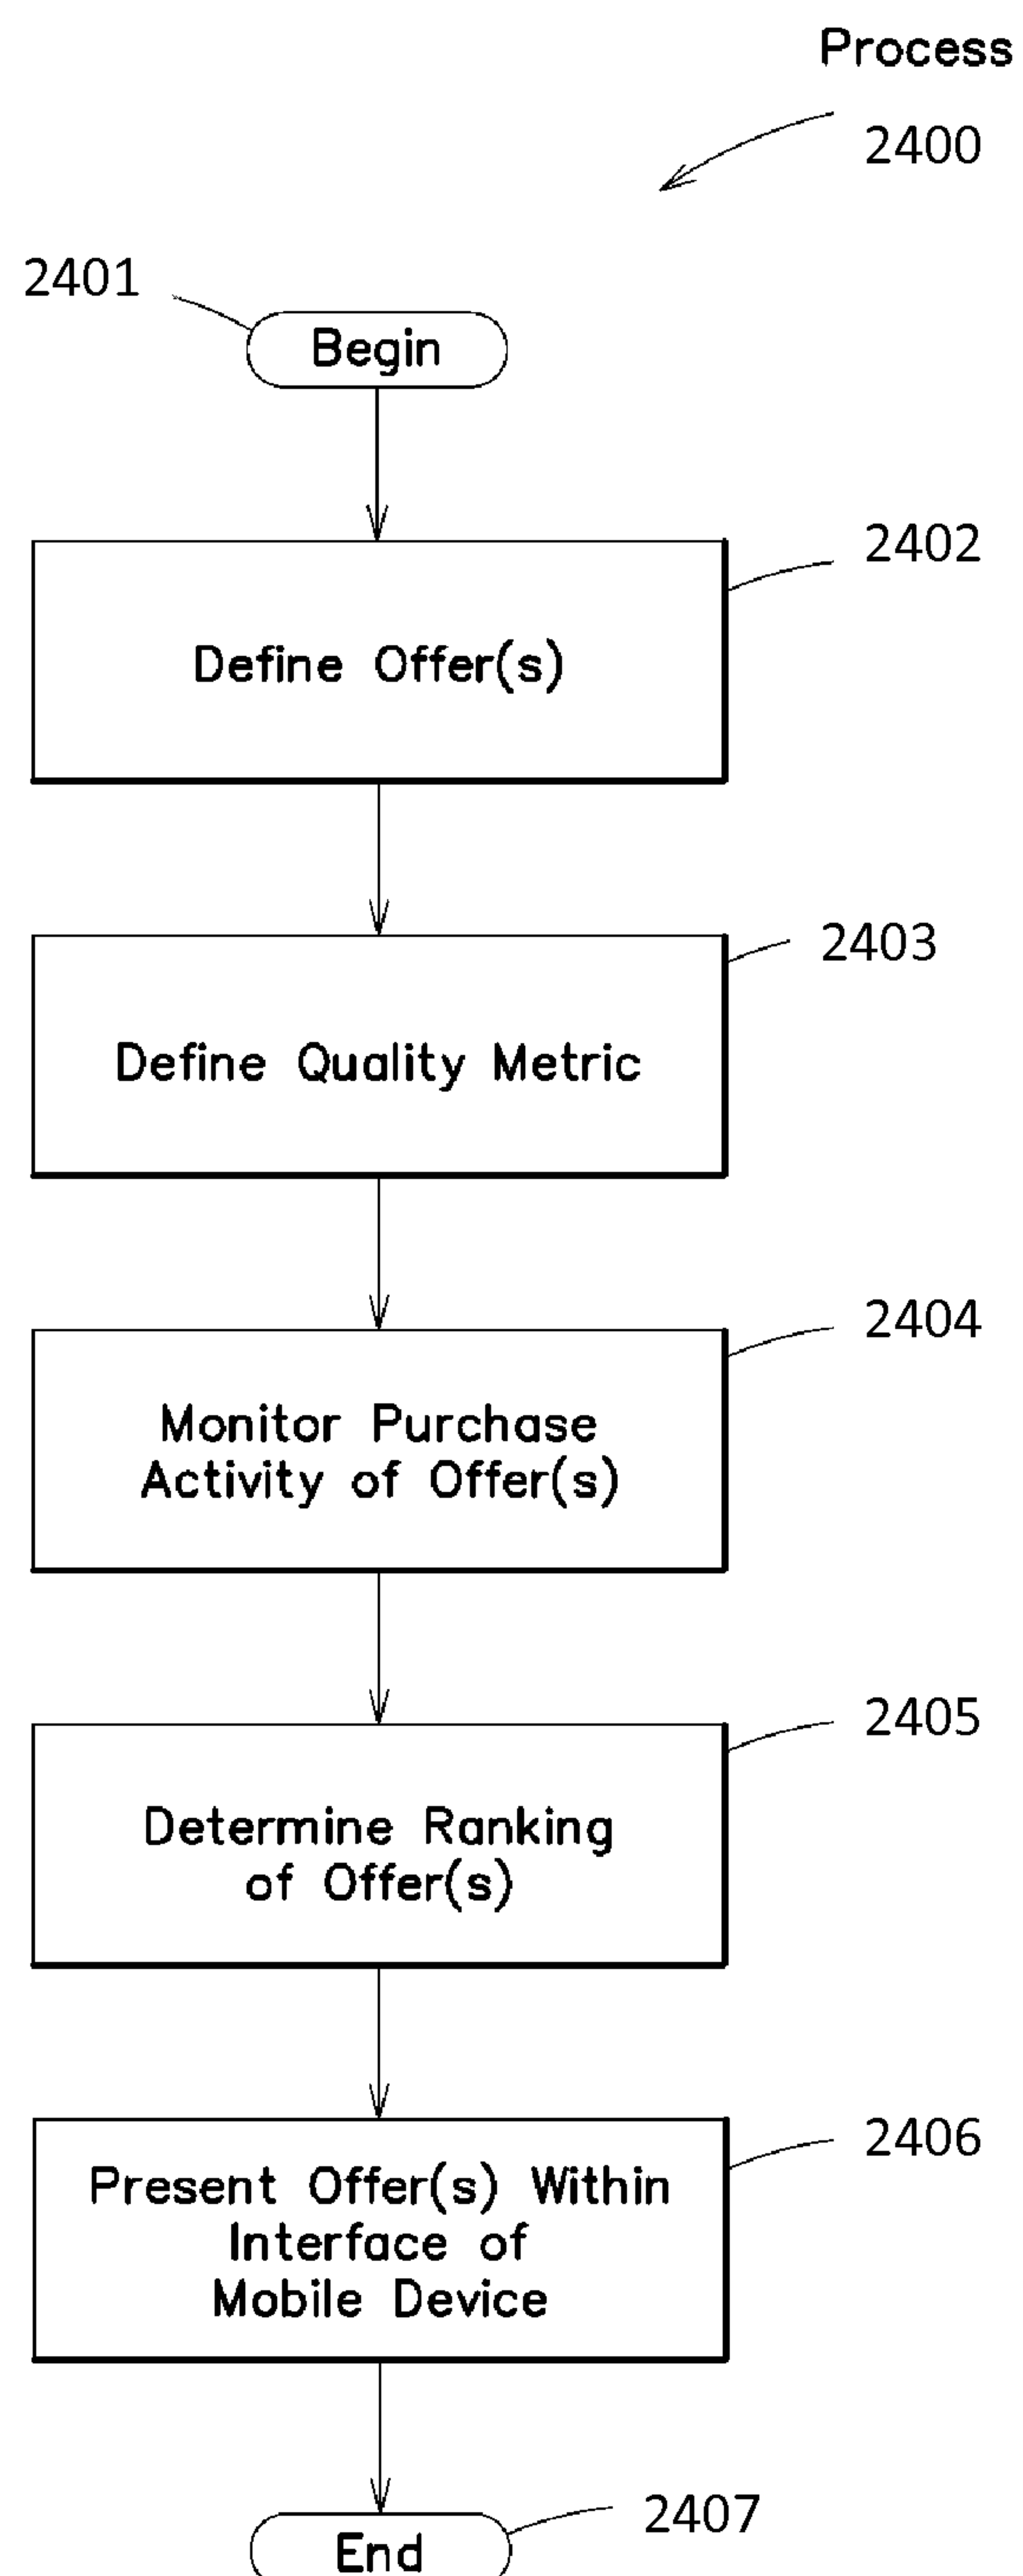 Process
2400
2401
Begin
2402
Define Offer(s)
2403
Define Quality Metric
2404
Monitor Purchase
Activity of Offer(s)
2405
Determine Ranking
of Offer(s)
2406
Present Offer(s) Within
Interface of
Mobile Device
2407
End